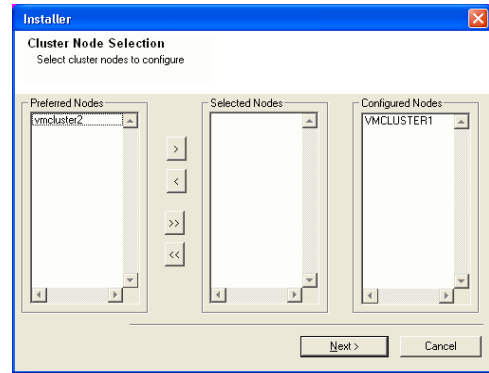 Installer
Cluster Node Selection
Select cluster nodes to configure
Preferred Nodes
vmcluster2
>
<
>>
<<
Selected Nodes
Configured Nodes
VMCLUSTER1
Next >
Cancel